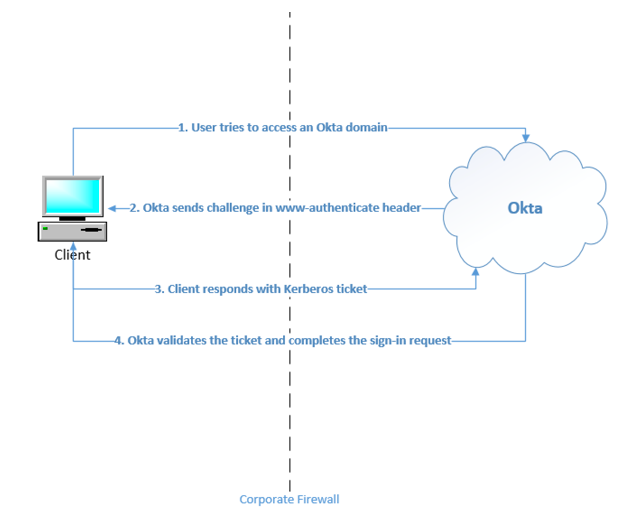 1. User tries to access an Okta domain
2. Okta sends challenge in www-authenticate header
Okta
Client
3. Client responds with Kerberos ticket
4. Okta validates the ticket and completes the sign-in request
Corporate Firewall